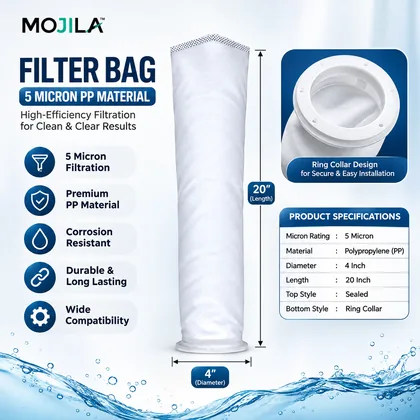 MOJILA™
FILTER BAG
5 MICRON PP MATERIAL
High-Efficiency Filtration
for Clean & Clear Results
5 Micron
Filtration
Premium
PP Material
Corrosion
Resistant
Durable &
Long Lasting
Wide
Compatibility
20"
(Length)
4"
(Diameter)
Ring Collar Design
for Secure & Easy Installation
PRODUCT SPECIFICATIONS
Micron Rating : 5 Micron
Material : Polypropylene (PP)
Diameter : 4 Inch
Length : 20 Inch
Top Style : Sealed
Bottom Style : Ring Collar